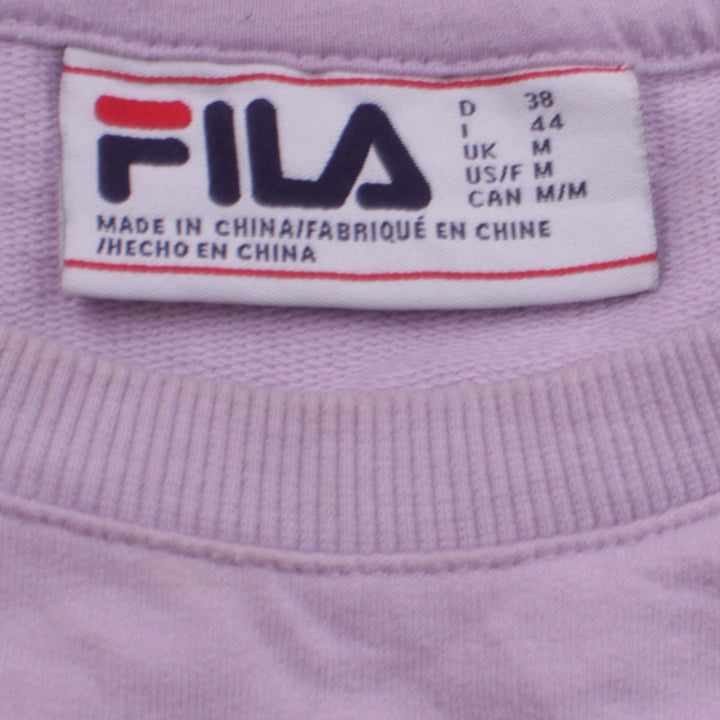 FILA
D 38
I 44
UK M
US/F M
CAN M/M
MADE IN CHINA/FABRIQUÉ EN CHINE
/HECHO EN CHINA